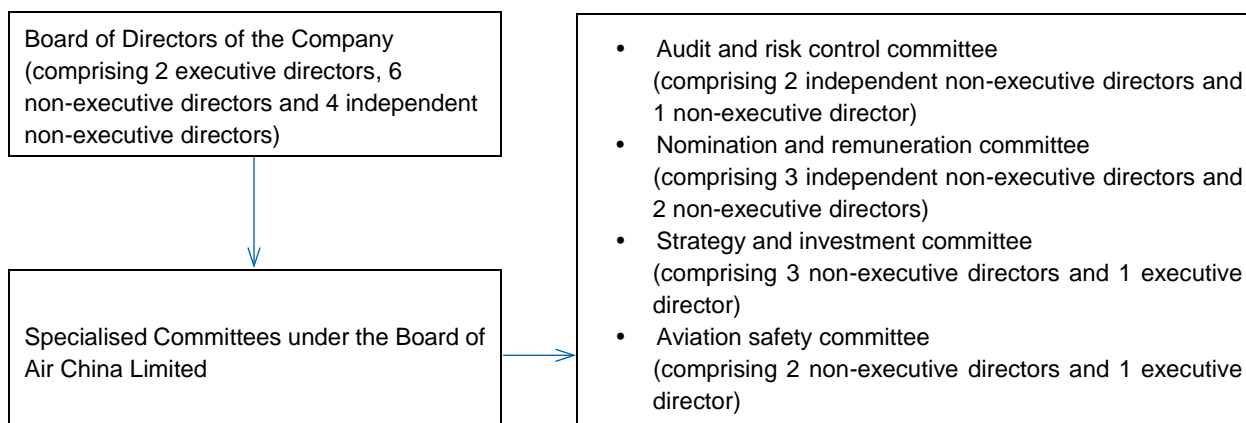 Board of Directors of the Company
(comprising 2 executive directors, 6
non-executive directors and 4 independent
non-executive directors)
Specialised Committees under the Board of
Air China Limited
• Audit and risk control committee
(comprising 2 independent non-executive directors and
1 non-executive director)
• Nomination and remuneration committee
(comprising 3 independent non-executive directors and
2 non-executive directors)
• Strategy and investment committee
(comprising 3 non-executive directors and 1 executive
director)
• Aviation safety committee
(comprising 2 non-executive directors and 1 executive
director)